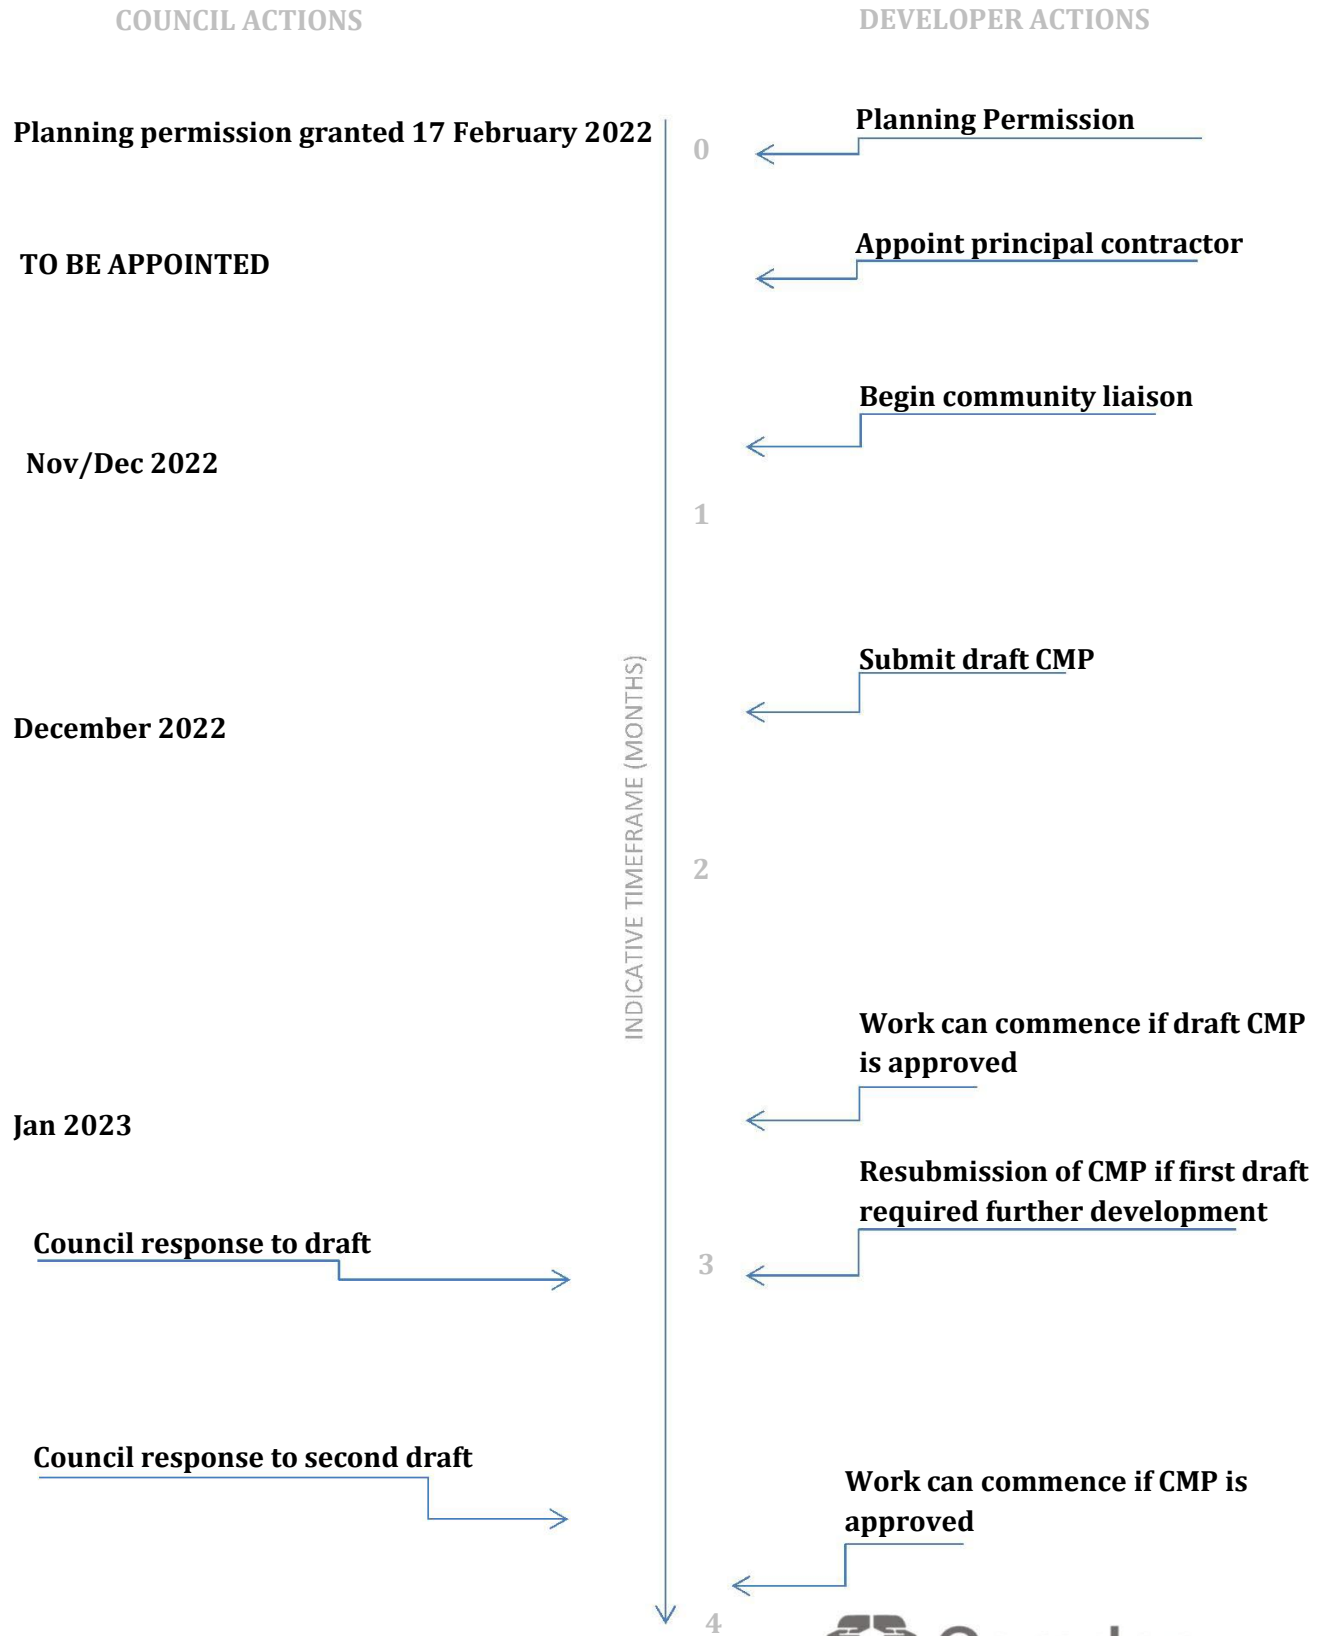 COUNCIL ACTIONS
DEVELOPER ACTIONS
Planning permission granted 17 February 2022
0
Planning Permission
TO BE APPOINTED
Appoint principal contractor
Begin community liaison
Nov/Dec 2022
1
Submit draft CMP
December 2022
INDICATIVE TIMEFRAME (MONTHS)
2
Work can commence if draft CMP
is approved
Jan 2023
Resubmission of CMP if first draft
required further development
Council response to draft
3
Council response to second draft
Work can commence if CMP is
approved
4